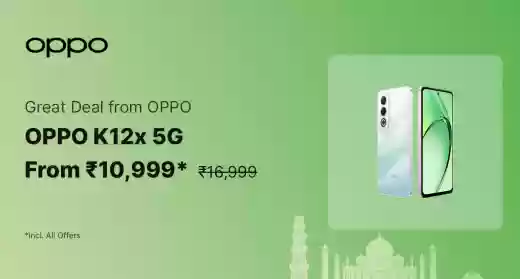 oppo
Great Deal from OPPO
OPPO K12x 5G
From ₹10,999* ₹16,999
*Incl. All Offers